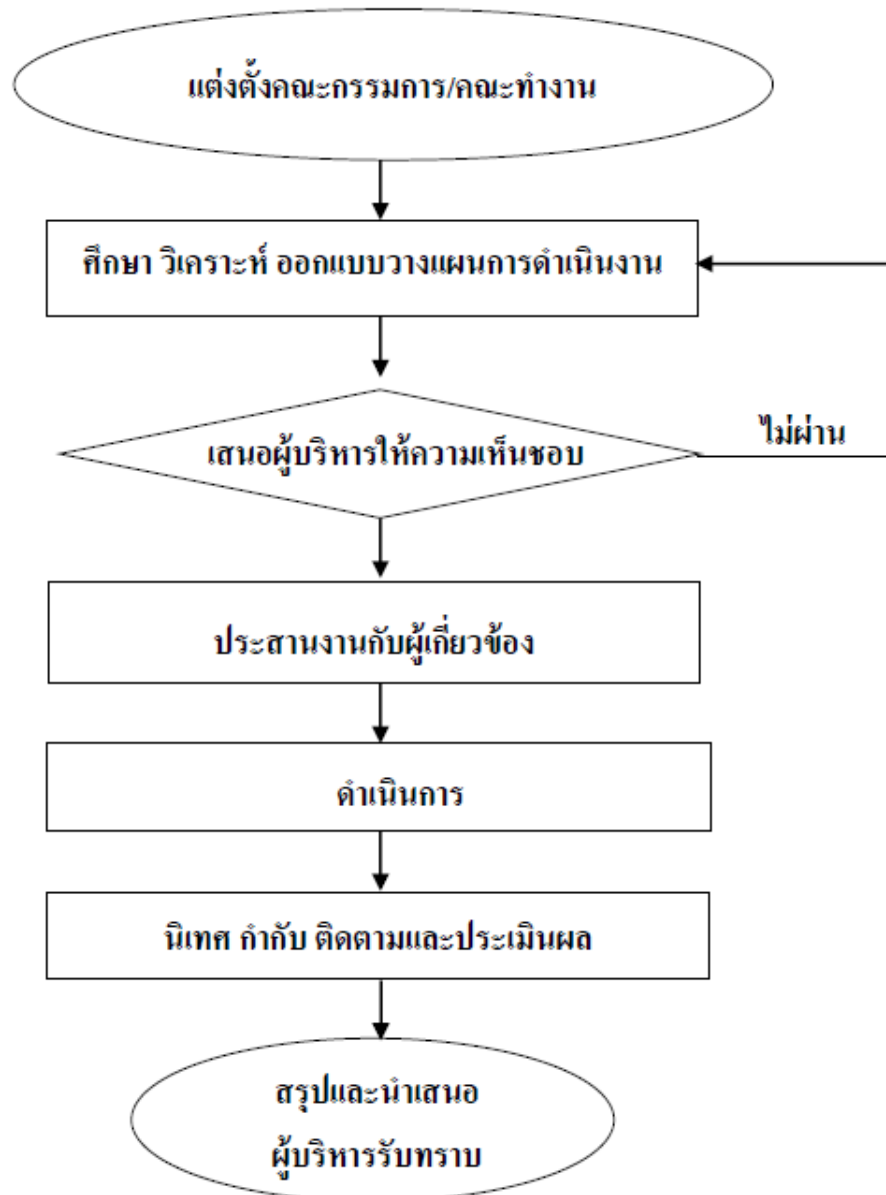 แต่งตั้งคณะกรรมการ/คณะทำงาน
ศึกษา วิเคราะห์ ออกแบบวางแผนการดำเนินงาน
เสนอผู้บริหารให้ความเห็นชอบ
ไม่ผ่าน
ประสานงานกับผู้เกี่ยวข้อง
ดำเนินการ
นิเทศ กำกับ ติดตามและประเมินผล
สรุปและนำเสนอ
ผู้บริหารรับทราบ